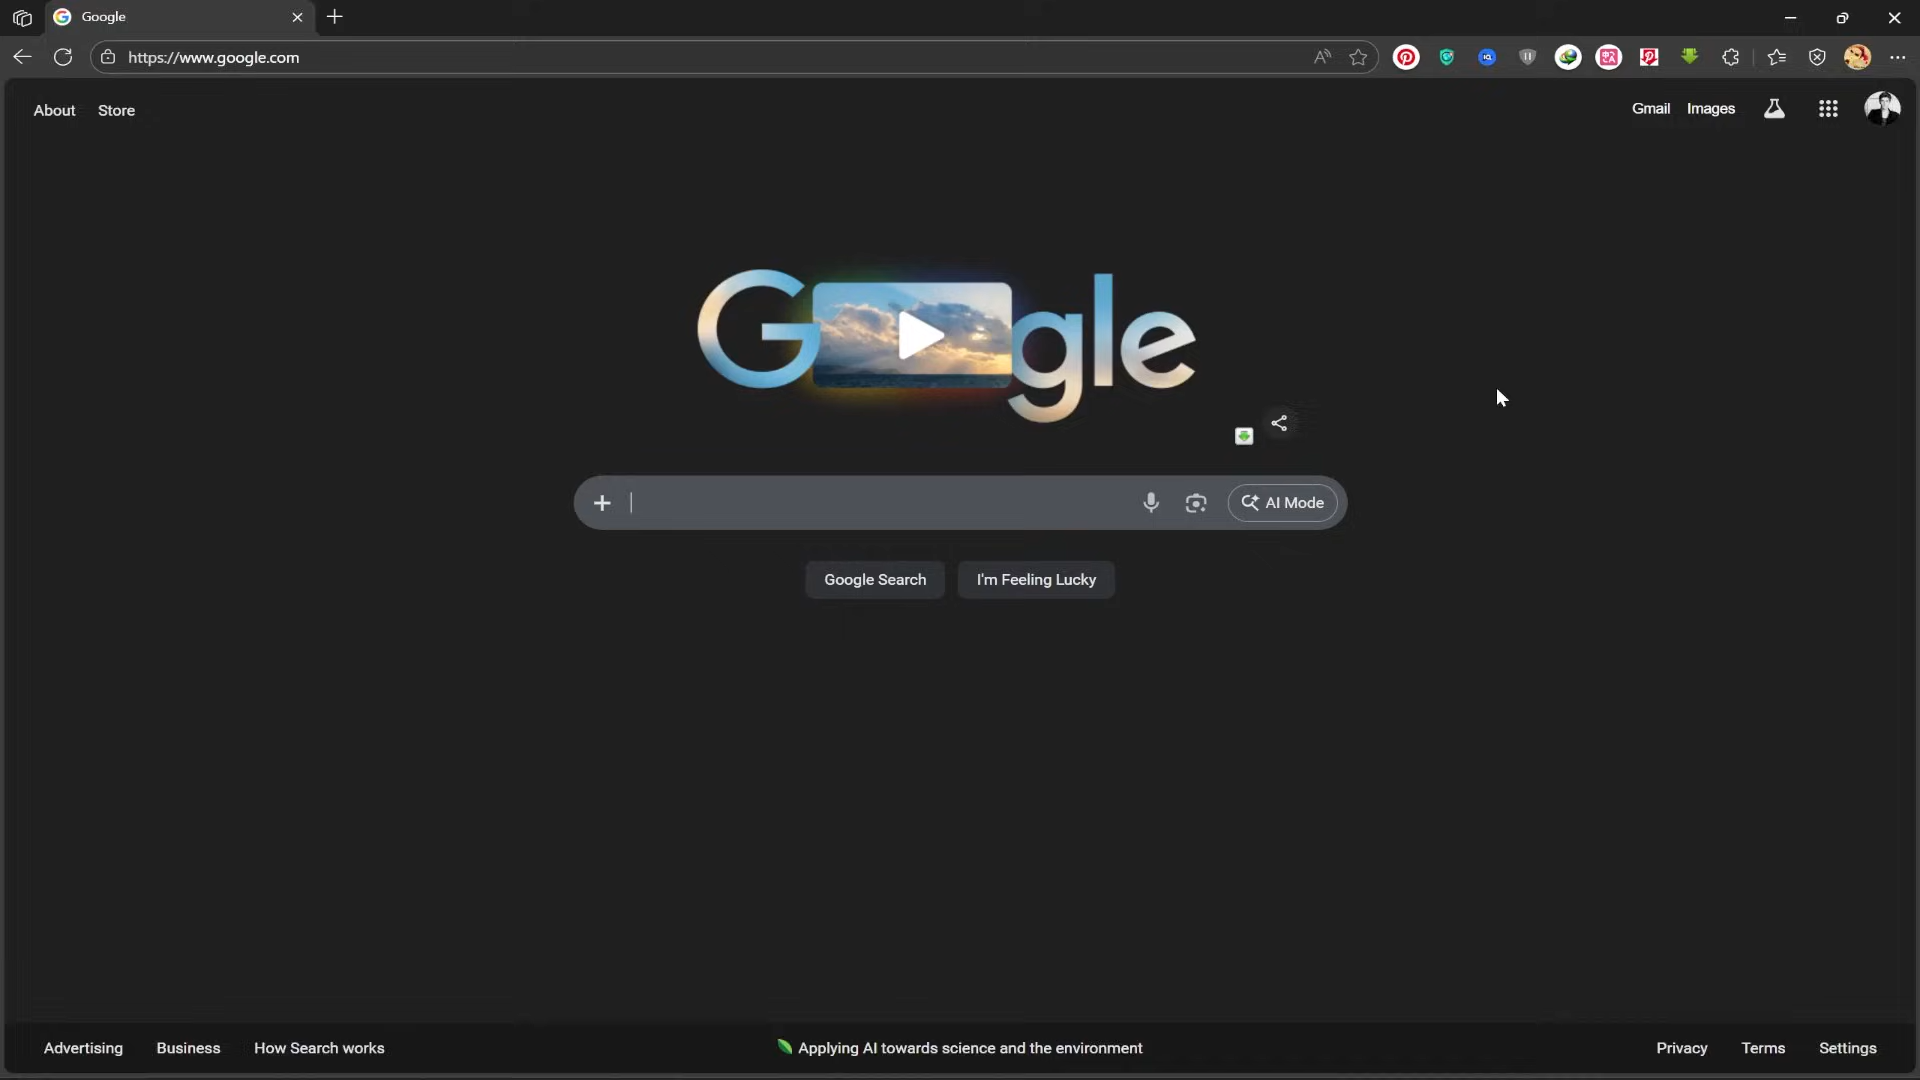 Google
https://www.google.com
About
Store
Gmail
Images
G gle
AI Mode
Google Search
I'm Feeling Lucky
Advertising
Business
How Search works
Applying AI towards science and the environment
Privacy
Terms
Settings